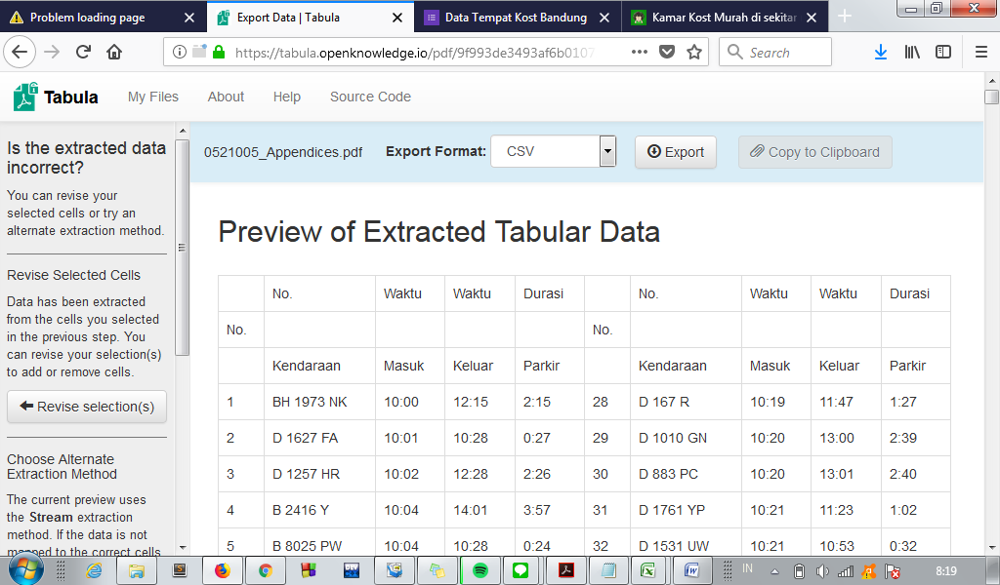 Problem loading page
Export Data | Tabula
Data Tempat Kost Bandung
Kamar Kost Murah di sekitar
https://tabula.openknowledge.io/pdf/9f993de3493af6b0107
Search
Tabula
My Files
About
Help
Source Code
Is the extracted data
incorrect?
You can revise your
selected cells or try an
alternate extraction method.
Revise Selected Cells
Data has been extracted
from the cells you selected
in the previous step. You
can revise your selection(s)
to add or remove cells.
Revise selection(s)
Choose Alternate
Extraction Method
The current preview uses
the Stream extraction
method. If the data is not
mapped to the correct cells
0521005_Appendices.pdf
Export Format:
CSV
Export
Copy to Clipboard
Preview of Extracted Tabular Data
No. Waktu Waktu Durasi No. Waktu Waktu Durasi
No. No.
Kendaraan Masuk Keluar Parkir Kendaraan Masuk Keluar Parkir
1 BH 1973 NK 10:00 12:15 2:15 28 D 167 R 10:19 11:47 1:27
2 D 1627 FA 10:01 10:28 0:27 29 D 1010 GN 10:20 13:00 2:39
3 D 1257 HR 10:02 12:28 2:26 30 D 883 PC 10:20 13:01 2:40
4 B 2416 Y 10:04 14:01 3:57 31 D 1761 YP 10:21 11:23 1:02
5 B 8025 PW 10:04 10:28 0:24 32 D 1531 UW 10:21 10:53 0:32
IN
8:19